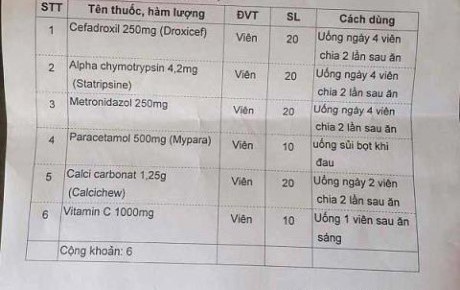 STT Tên thuốc, hàm lượng ĐVT SL Cách dùng
1 Cefadroxil 250mg (Droxicef) Viên 20 Uống ngày 4 viên
chia 2 lần sau ăn
2 Alpha chymotrypsin 4,2mg Viên 20 Uống ngày 4 viên
(Statripsine) chia 2 lần sau ăn
3 Metronidazol 250mg Viên 20 Uống ngày 4 viên
chia 2 lần sau ăn
4 Paracetamol 500mg (Mypara) Viên 10 uống sủi bọt khi
đau
5 Calci carbonat 1,25g Viên 20 Uống ngày 2 viên
(Calcichew) chia 2 lần sau ăn
6 Vitamin C 1000mg Viên 10 Uống 1 viên sau ăn
sáng
Cộng khoản: 6